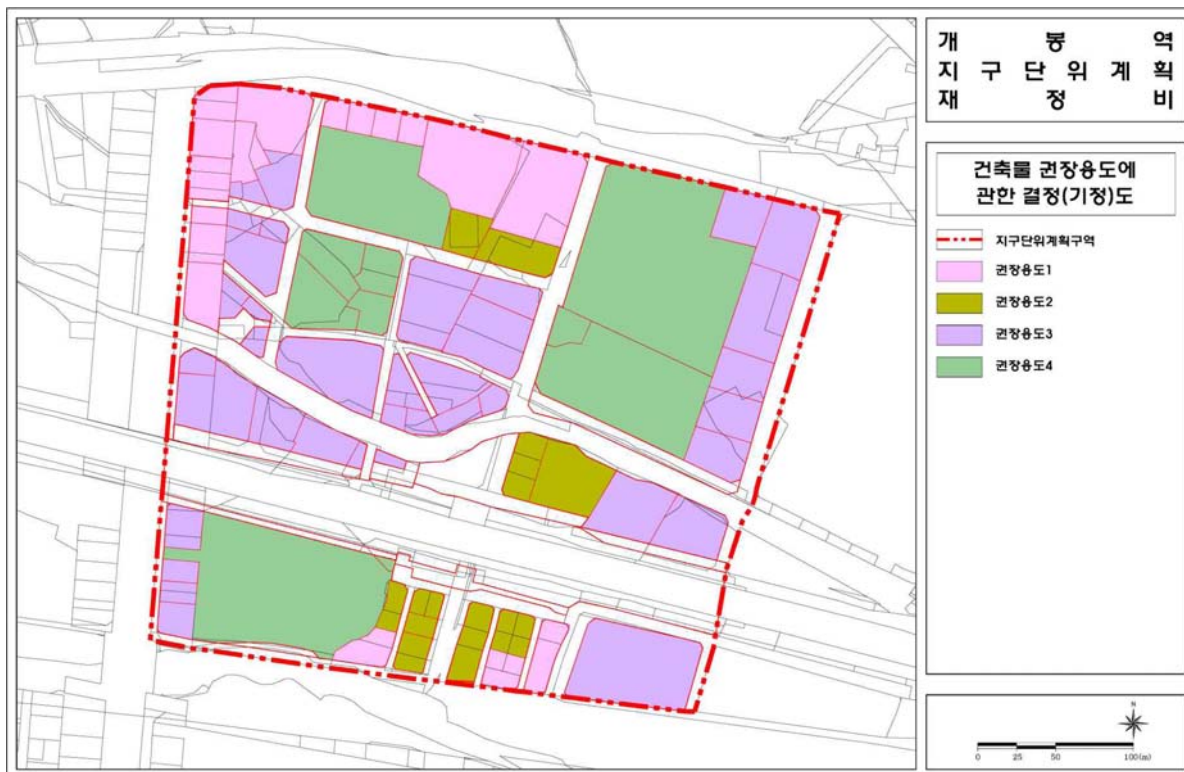 개 봉 역
지 구 단 위 계 획
재 정 비
건축물 권장용도에
관한 결정(기정)도
지구단위계획구역
권장용도1
권장용도2
권장용도3
권장용도4
N
0 25 50 100(m)